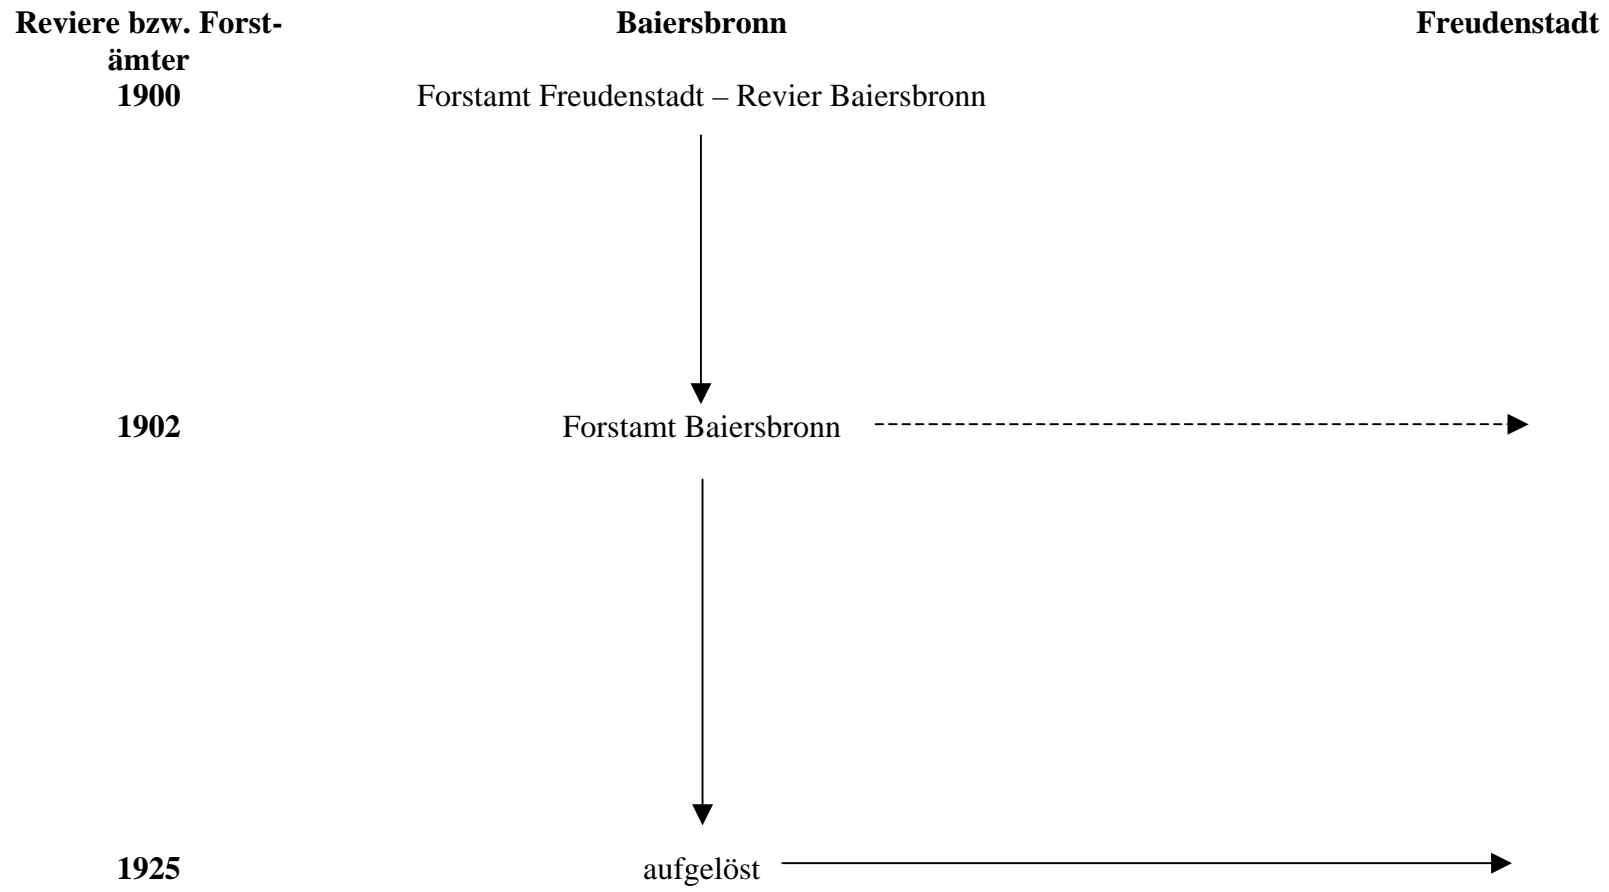 Reviere bzw. Forst-
ämter
Baiersbronn
Freudenstadt
1900
Forstamt Freudenstadt – Revier Baiersbronn
1902
Forstamt Baiersbronn
1925
aufgelöst